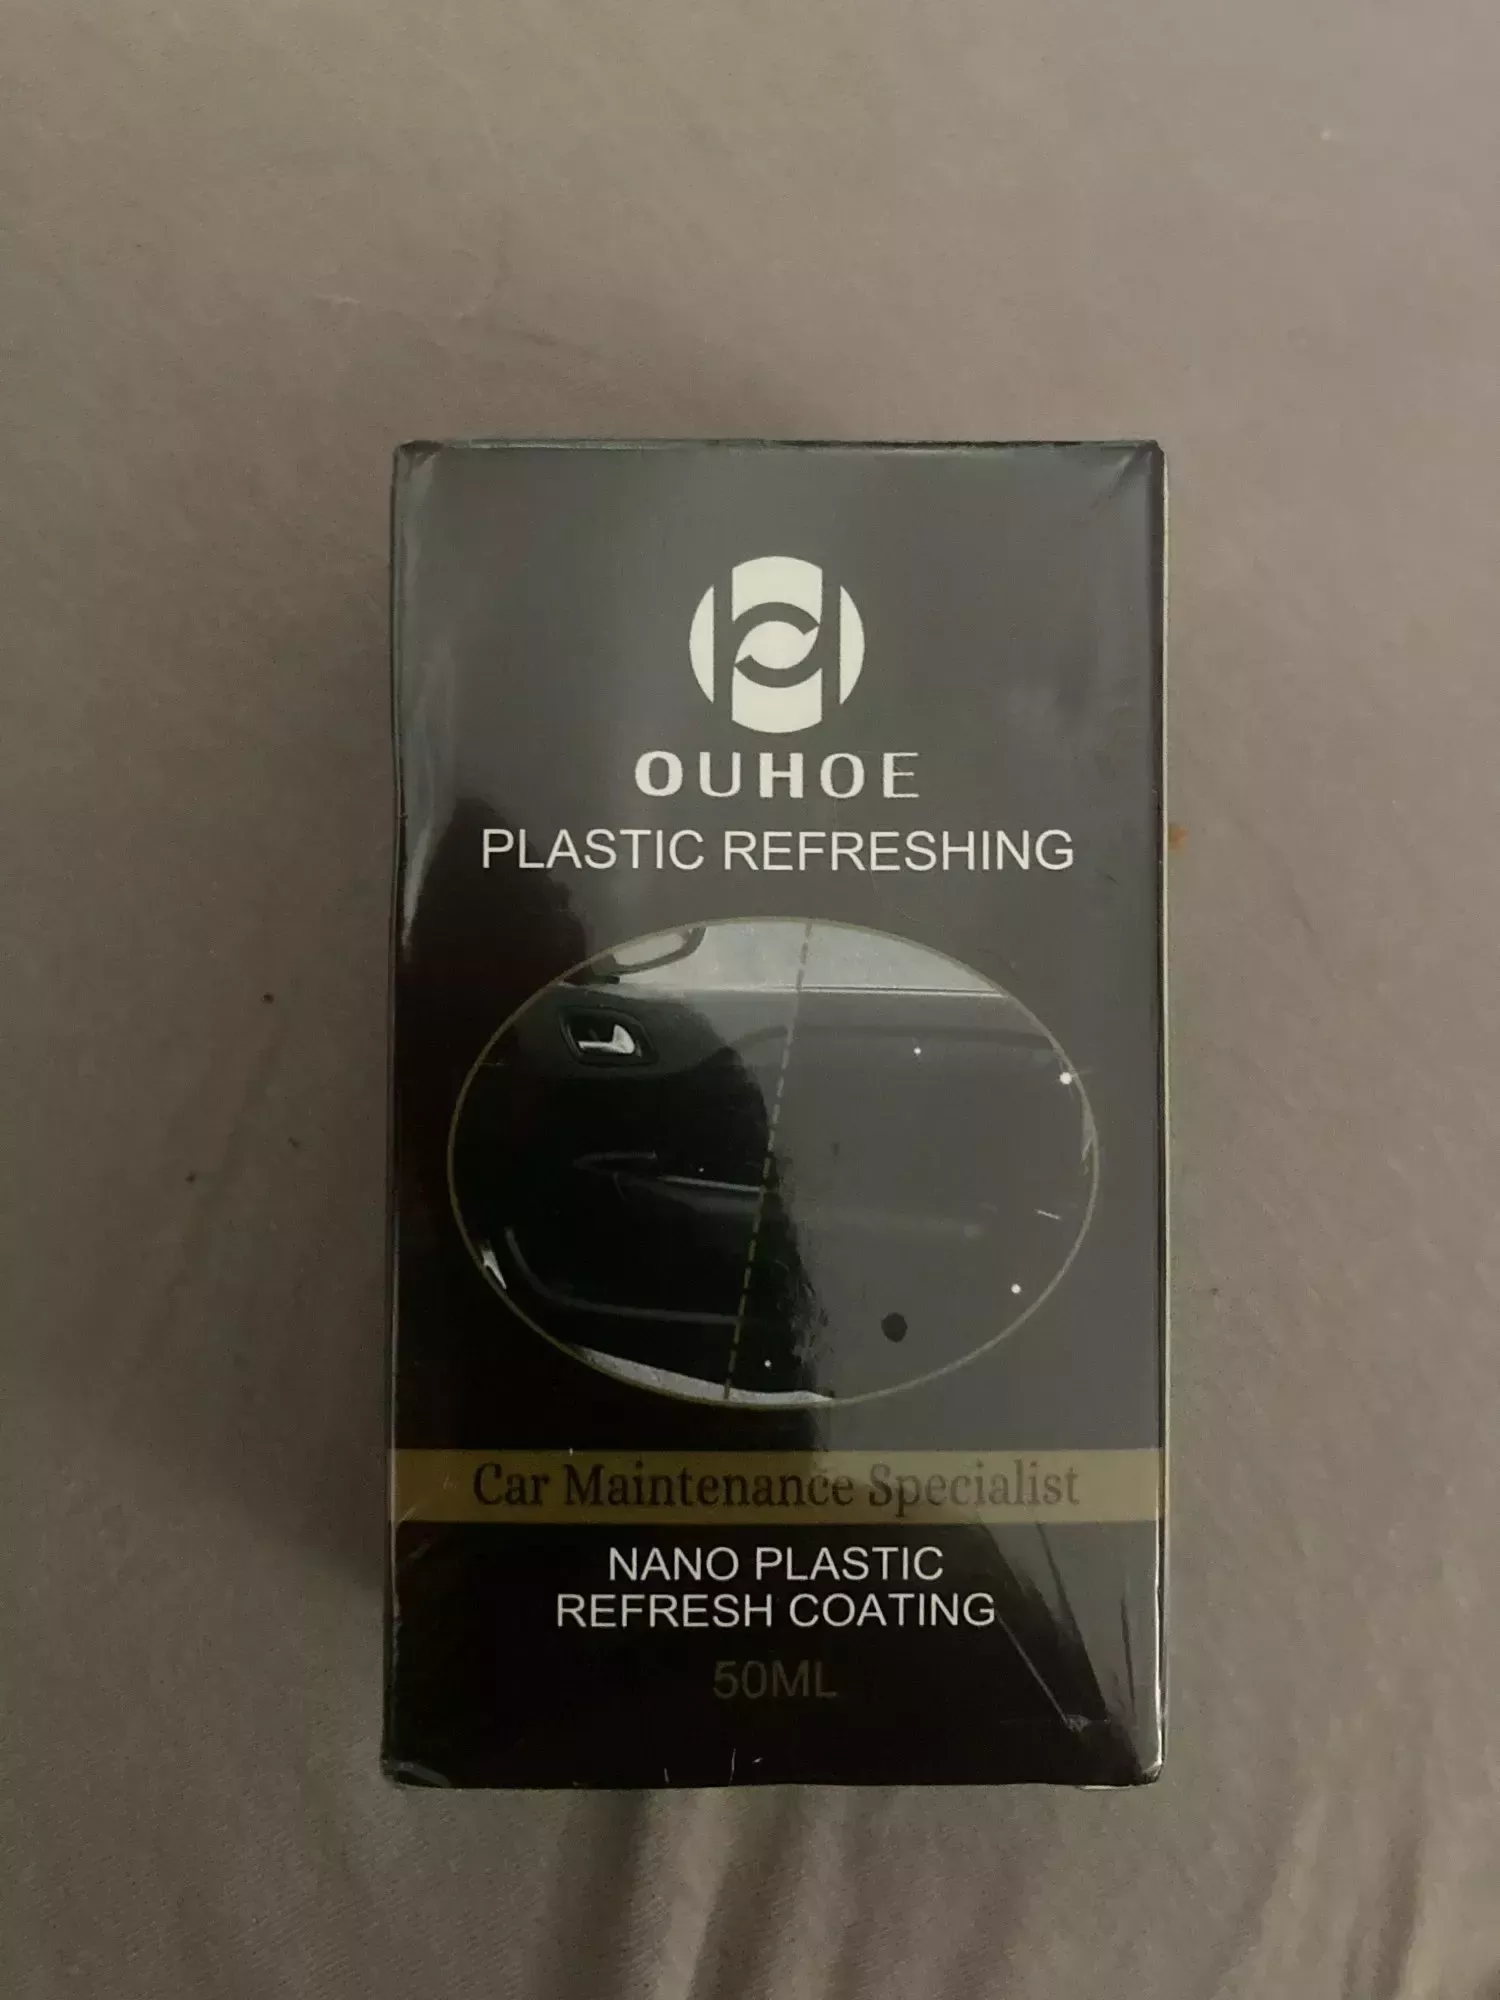 OUHOE
PLASTIC REFRESHING
Car Maintenance Specialist
NANO PLASTIC
REFRESH COATING
50ML